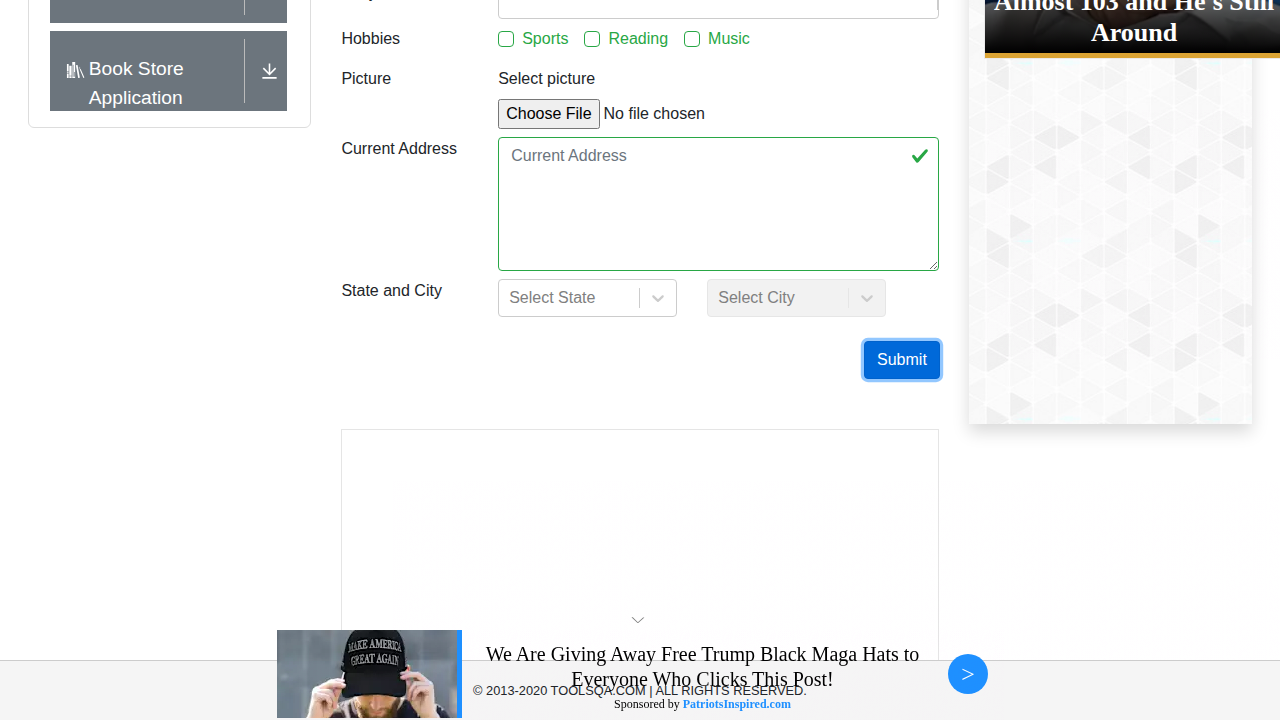 Almost 103 and He's Still
Around
Hobbies
Sports
Reading
Music
Book Store
Application
Picture
Select picture
Choose File No file chosen
Current Address
Current Address
State and City
Select State
Select City
Submit
MAKE AMERICA
GREAT AGAIN
We Are Giving Away Free Trump Black Maga Hats to
Everyone Who Clicks This Post!
>
© 2013-2020 TOOLSQA.COM | ALL RIGHTS RESERVED.
Sponsored by PatriotsInspired.com